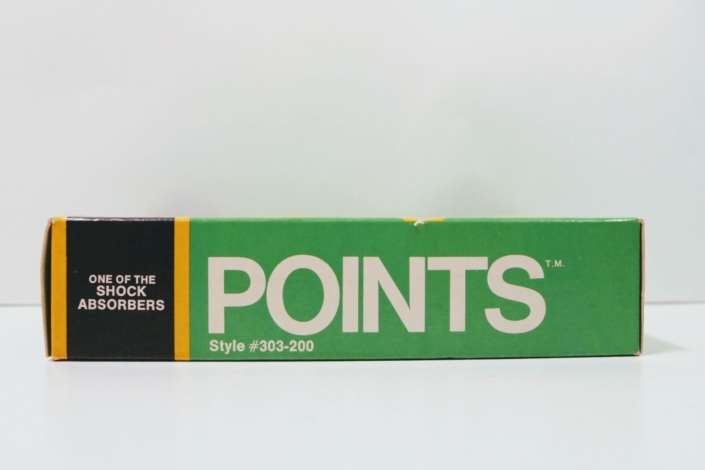 ONE OF THE
SHOCK
ABSORBERS
POINTS T.M.
Style #303-200